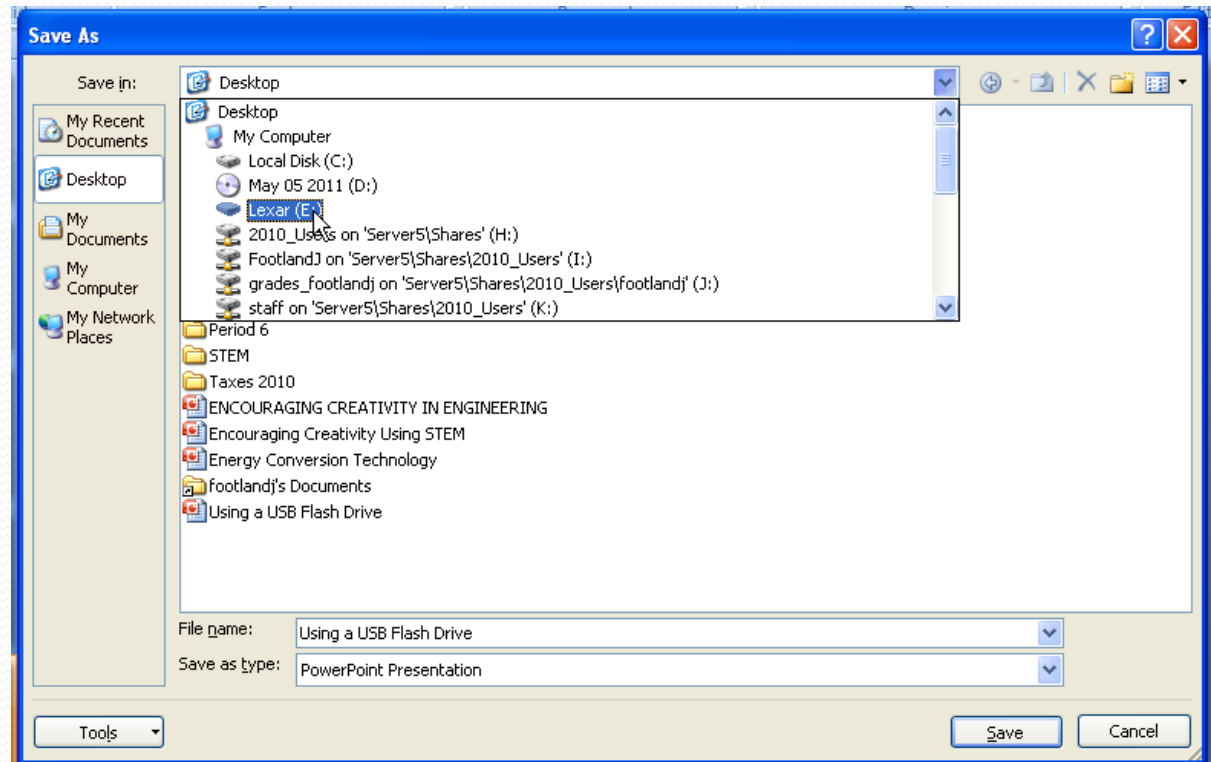 Save As
Save in:
Desktop
My Recent
Documents
Desktop
My
Documents
My
Computer
My Network
Places
Desktop
My Computer
Local Disk (C:)
May 05 2011 (D:)
Lexar (E:)
2010_Users on 'Server5\Shares' (H:)
FootlandJ on 'Server5\Shares\2010_Users' (I:)
grades_footlandj on 'Server5\Shares\2010_Users\footlandj' (J:)
staff on 'Server5\Shares\2010_Users' (K:)
Period 6
STEM
Taxes 2010
ENCOURAGING CREATIVITY IN ENGINEERING
Encouraging Creativity Using STEM
Energy Conversion Technology
footlandj's Documents
Using a USB Flash Drive
File name:
Using a USB Flash Drive
Save as type:
PowerPoint Presentation
Tools
Save
Cancel